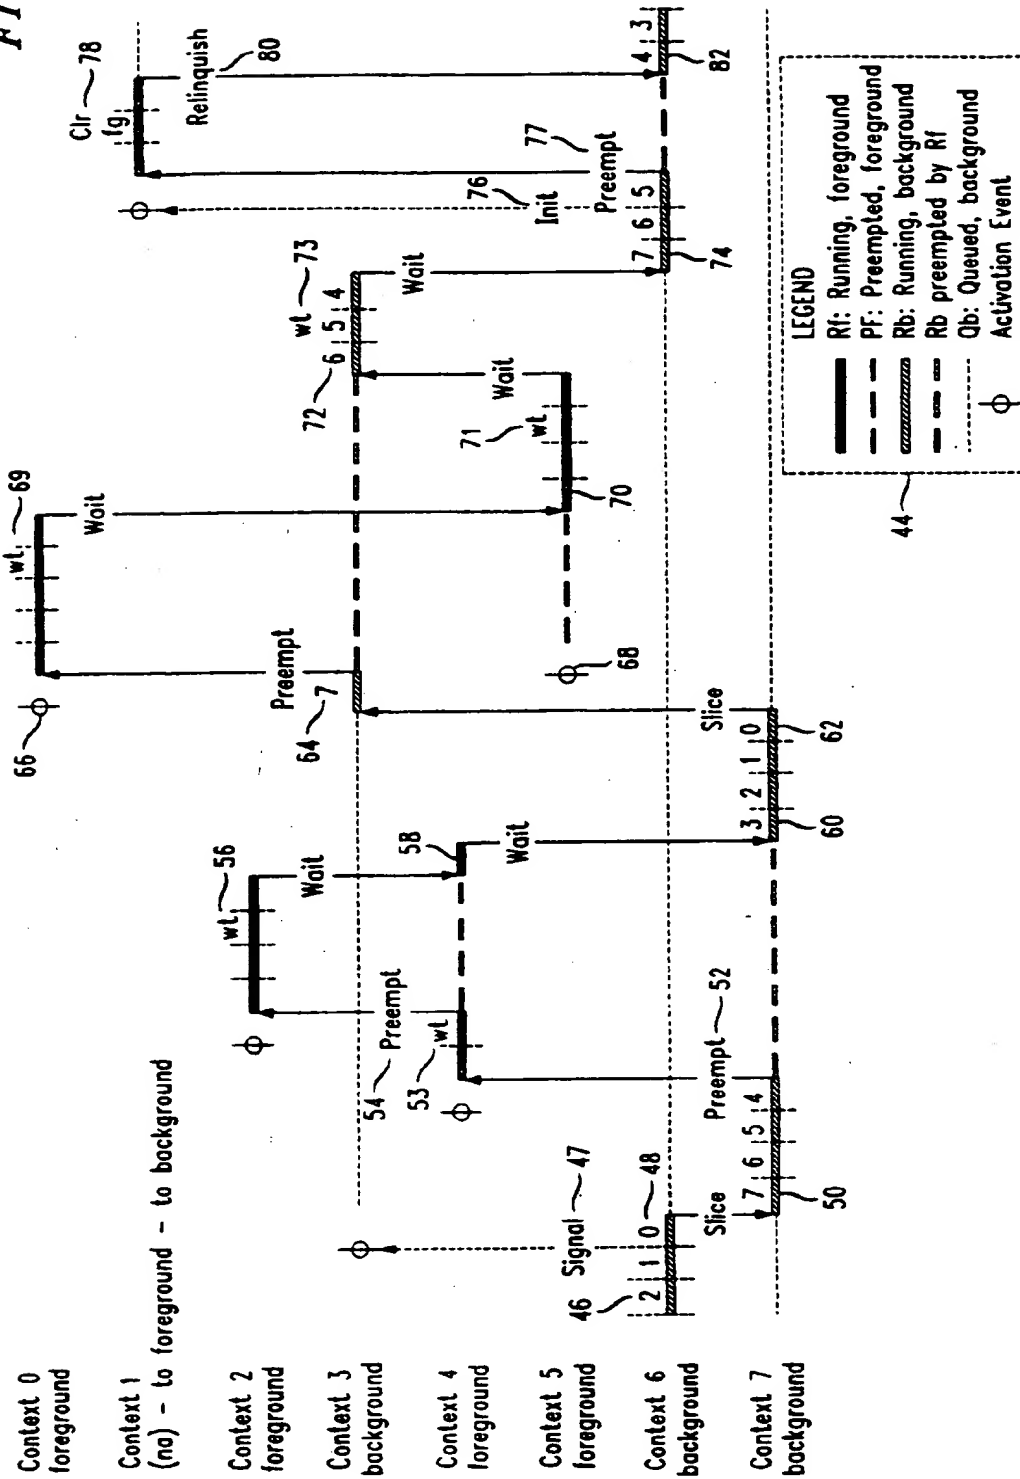 FI
Context 0
foreground
66
wt
69
Wait
Context 1
(na) - to foreground - to background
Clr
78
fg
Relinquish
80
Context 2
foreground
wt
56
Wait
Preempt
Init
76
Preempt
77
Context 3
background
54
Preempt
64
7
72
6
5
4
wt
73
Wait
Context 4
foreground
53
wt
58
Wait
Context 5
foreground
68
70
71
wt
Wait
Signal
47
Context 6
background
46
2
1
0
48
Slice
74
7
6
5
82
4
3
Context 7
background
50
7
6
5
4
Preempt
52
60
3
2
1
0
62
Slice
44
LEGEND
Rf: Running, foreground
PF: Preempted, foreground
Rb: Running, background
Rb preempted by Rf
Qb: Queued, background
Activation Event